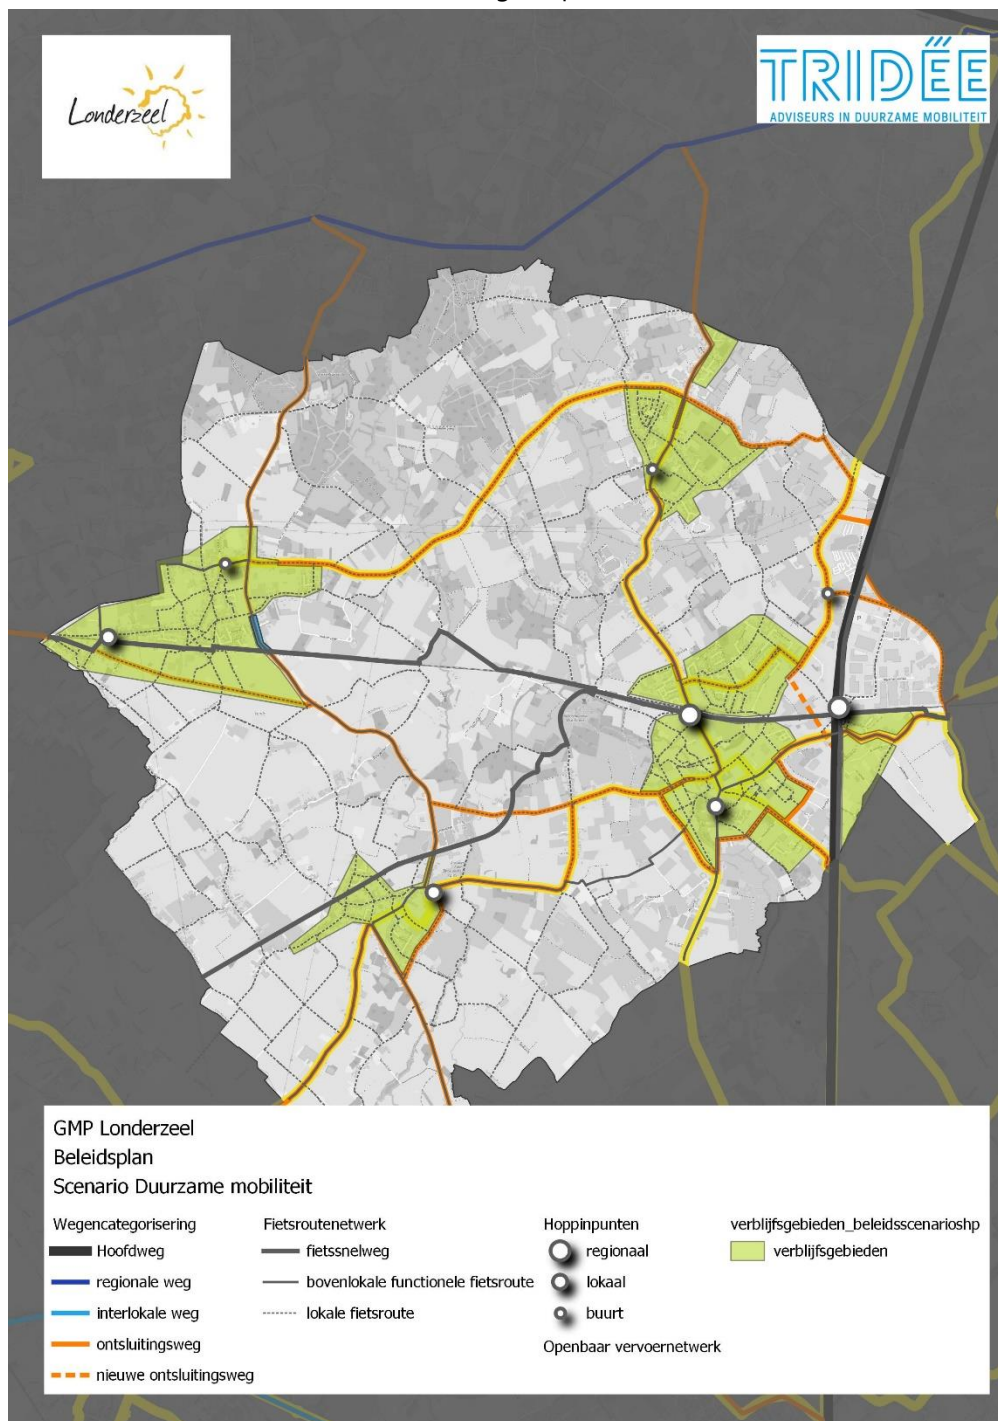 Londerzeel
TRIDËE
ADVISEURS IN DUURZAME MOBILITEIT
GMP Londerzeel
Beleidsplan
Scenario Duurzame mobiliteit
Wegencategorisering
Hoofdweg
regionale weg
interlokale weg
ontsluitingsweg
nieuwe ontsluitingsweg
Fietsroutenetwerk
fietssnelweg
bovenlokale functionele fietsroute
lokale fietsroute
Hoppinpunten
regionaal
lokaal
buurt
Openbaar vervoernetwerk
verblijfsgebieden_beleidsscenarioshp
verblijfsgebieden